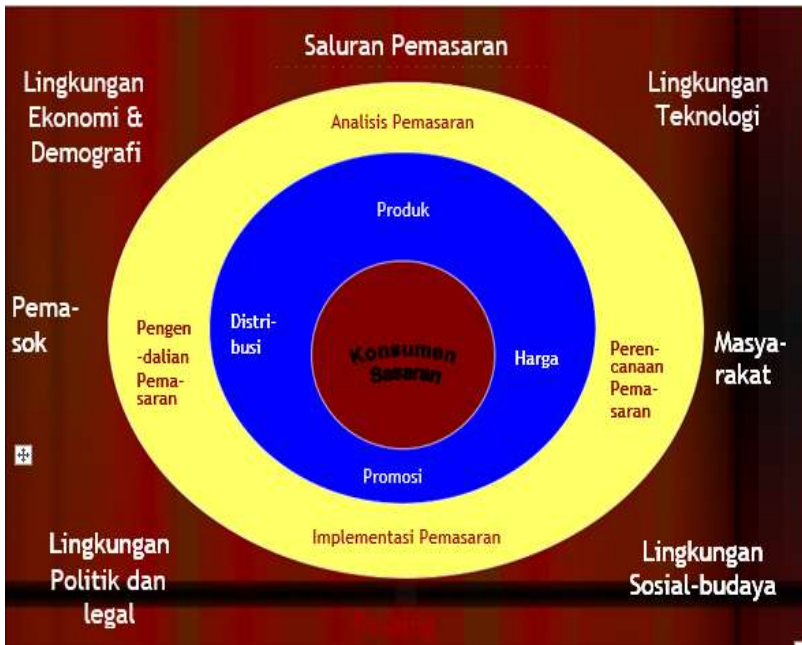 Saluran Pemasaran
Lingkungan
Ekonomi &
Demografi
Lingkungan
Teknologi
Analisis Pemasaran
Produk
Pema-
sok
Pengen
-dalian
Pema-
saran
Distri-
busi
Konsumen
Sasaran
Harga
Peren-
canaan
Pema-
saran
Masya-
rakat
Promosi
Implementasi Pemasaran
Lingkungan
Politik dan
legal
Lingkungan
Sosial-budaya